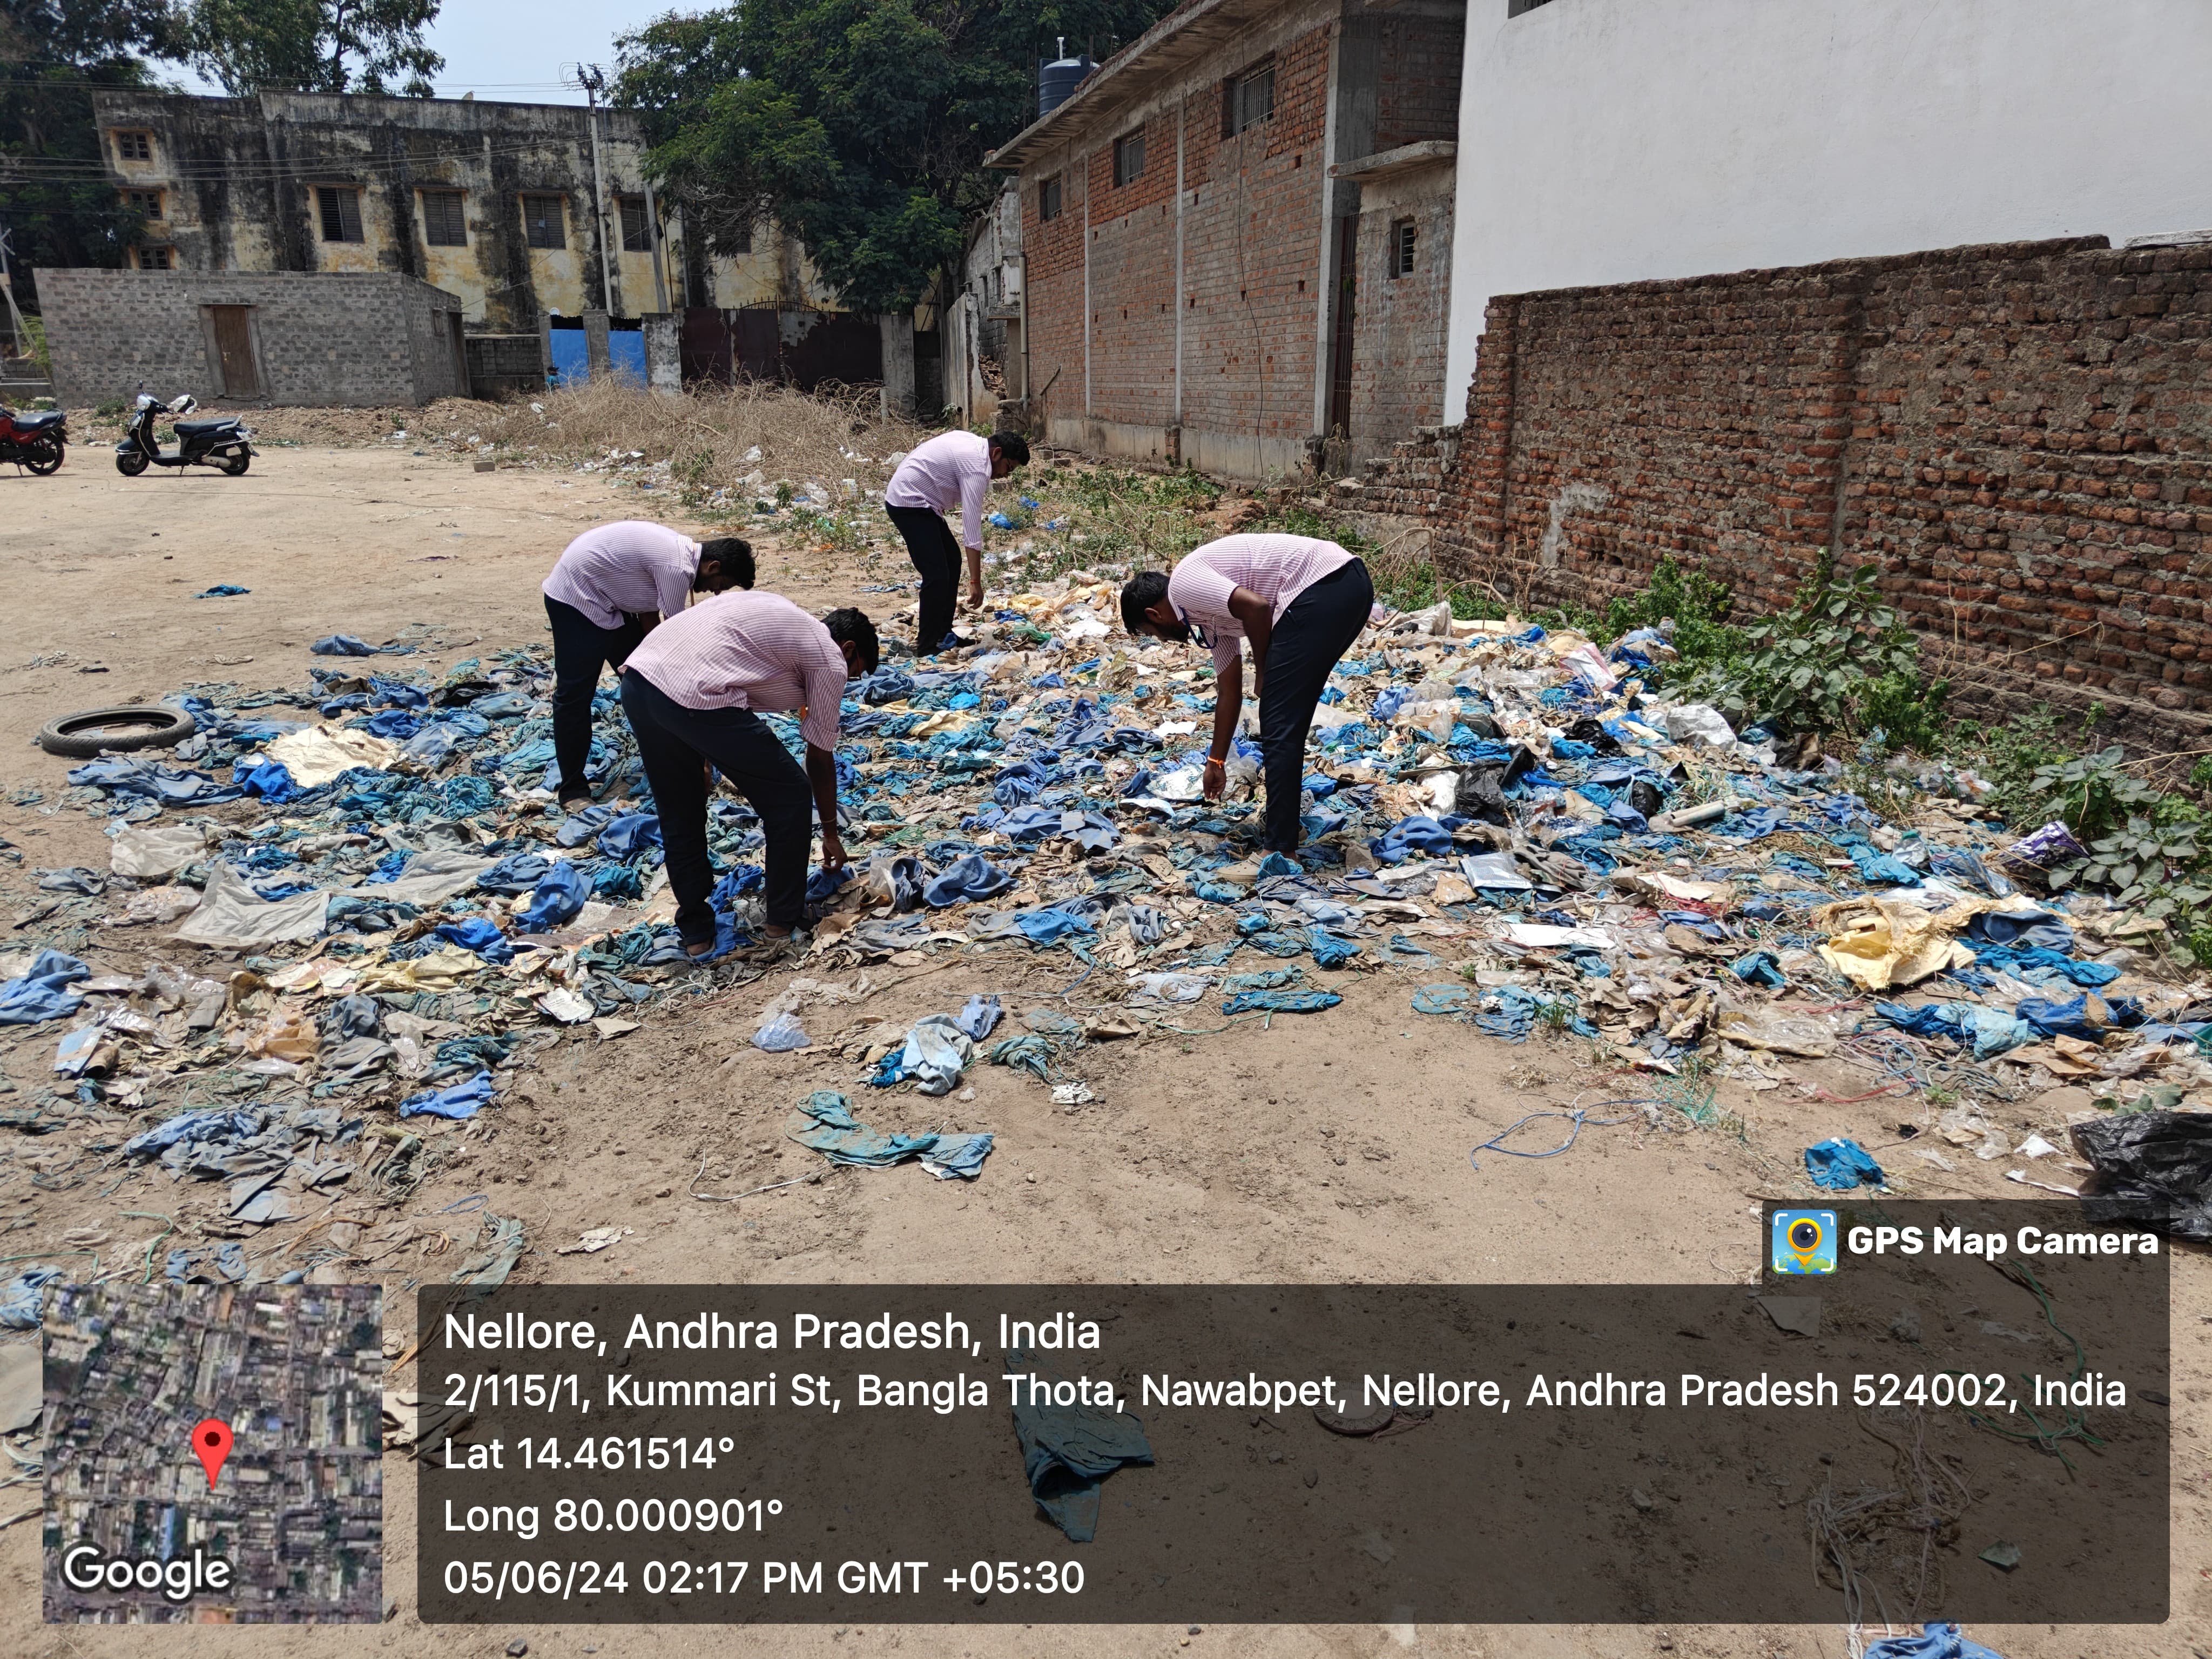 GPS Map Camera
Nellore, Andhra Pradesh, India
2/115/1, Kummari St, Bangla Thota, Nawabpet, Nellore, Andhra Pradesh 524002, India
Lat 14.461514°
Long 80.000901°
05/06/24 02:17 PM GMT +05:30
Google